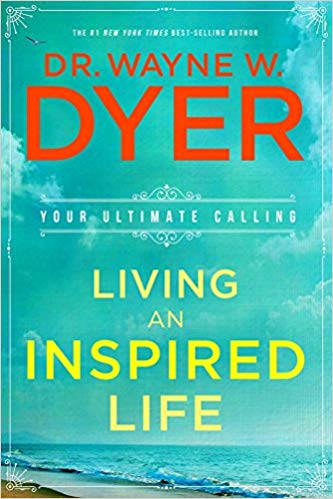 THE #1 NEW YORK TIMES BEST-SELLING AUTHOR
DR. WAYNE W.
DYER
YOUR ULTIMATE CALLING
LIVING
AN
INSPIRED
LIFE